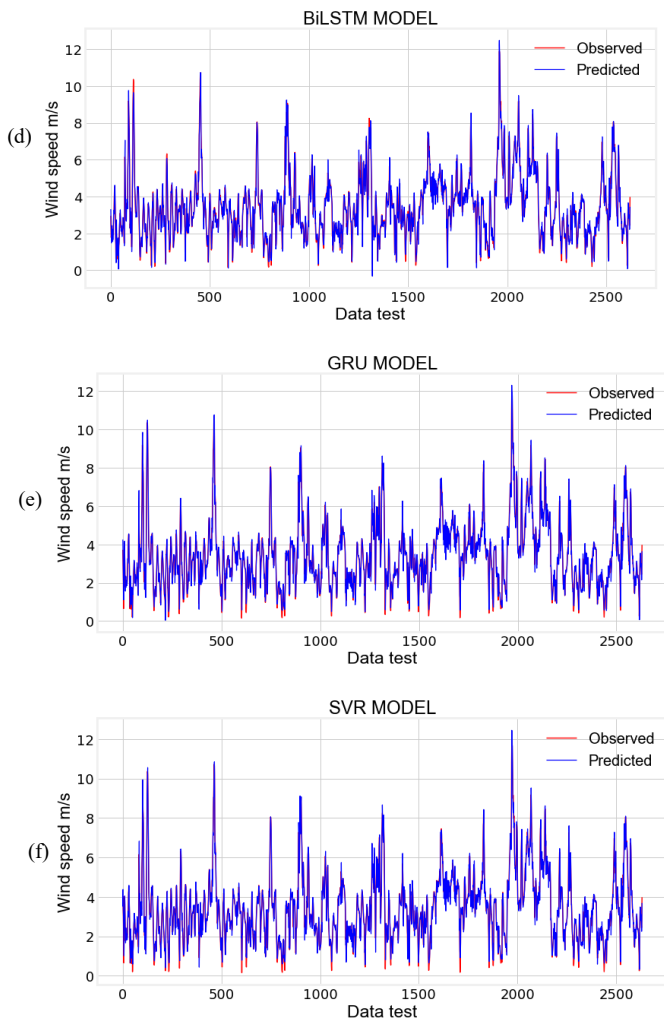 BiLSTM MODEL
Observed
Predicted
(d)
Wind speed m/s
12
10
8
6
4
2
0
0 500 1000 1500 2000 2500
Data test
GRU MODEL
Observed
Predicted
(e)
Wind speed m/s
12
10
8
6
4
2
0
0 500 1000 1500 2000 2500
Data test
SVR MODEL
Observed
Predicted
(f)
Wind speed m/s
12
10
8
6
4
2
0
0 500 1000 1500 2000 2500
Data test